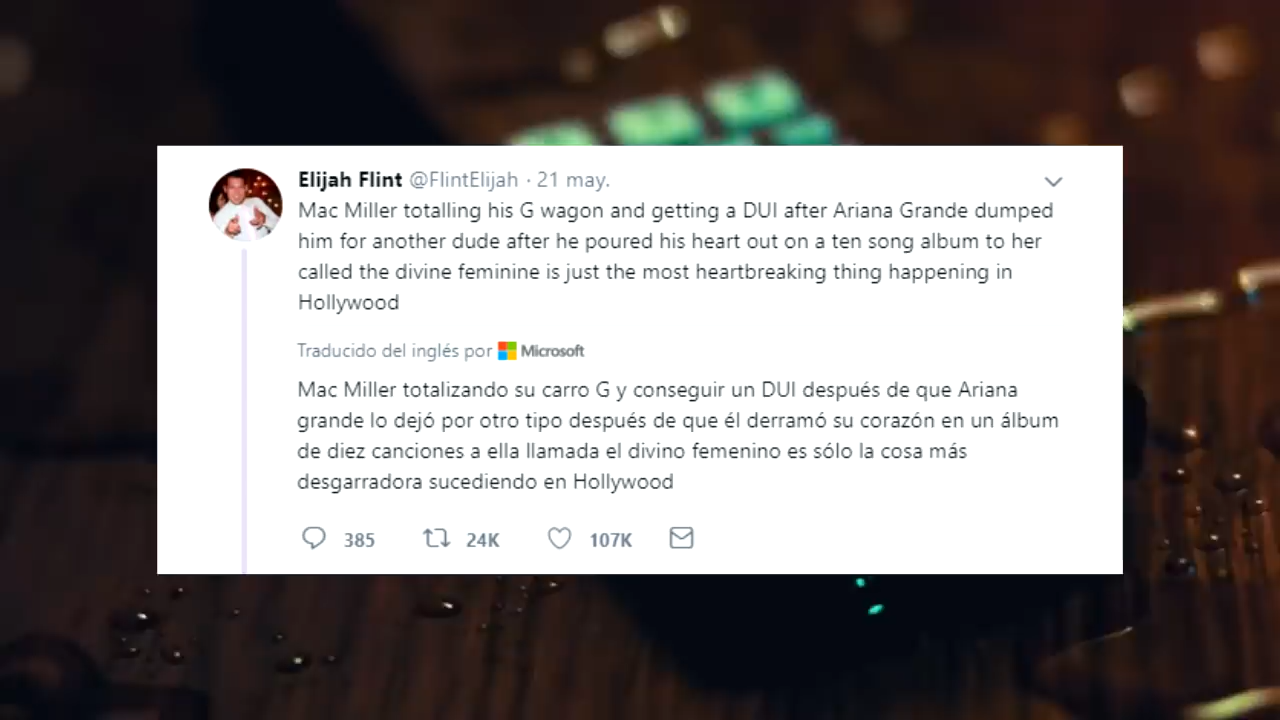 Elijah Flint @FlintElijah · 21 may.
Mac Miller totalling his G wagon and getting a DUI after Ariana Grande dumped
him for another dude after he poured his heart out on a ten song album to her
called the divine feminine is just the most heartbreaking thing happening in
Hollywood
Traducido del inglés por Microsoft
Mac Miller totalizando su carro G y conseguir un DUI después de que Ariana
grande lo dejó por otro tipo después de que él derramó su corazón en un álbum
de diez canciones a ella llamada el divino femenino es sólo la cosa más
desgarradora sucediendo en Hollywood
385 24K 107K